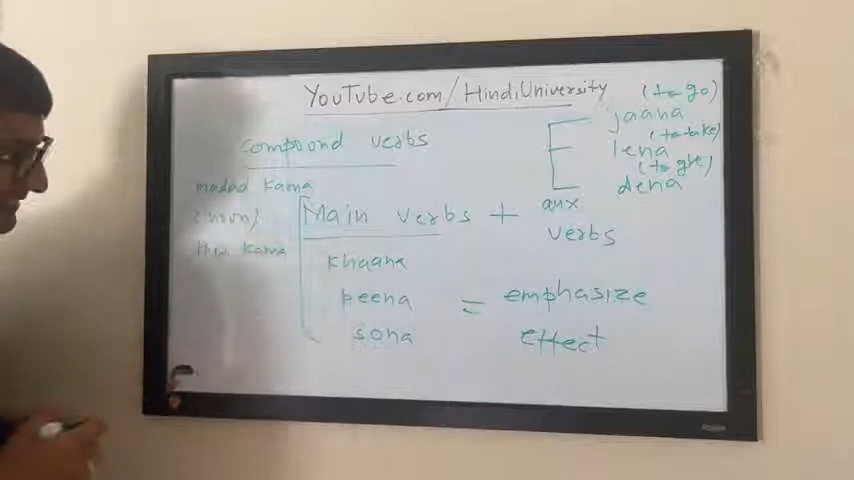 YouTube.com/HindiUniversity
compound verbs
(to go)
jaana
(to take)
lena
(to give)
dena
madad karna
(noun)
karna
Main verbs + aux
verbs
khaana
peena
sona
= emphasize
effect